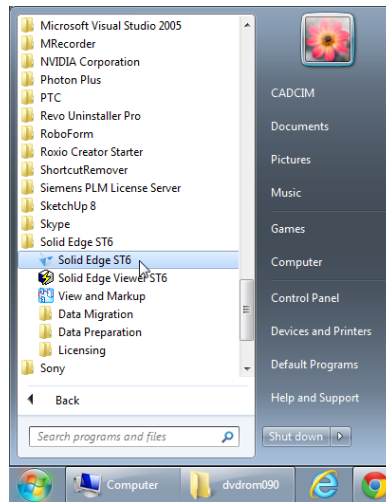 Microsoft Visual Studio 2005
MRecorder
NVIDIA Corporation
Photon Plus
PTC
Revo Uninstaller Pro
RoboForm
Roxio Creator Starter
ShortcutRemover
Siemens PLM License Server
SketchUp 8
Skype
Solid Edge ST6
Solid Edge ST6
Solid Edge Viewer ST6
View and Markup
Data Migration
Data Preparation
Licensing
Sony
Back
Search programs and files
CADCIM
Documents
Pictures
Music
Games
Computer
Control Panel
Devices and Printers
Default Programs
Help and Support
Shut down
Computer
dvdrom090